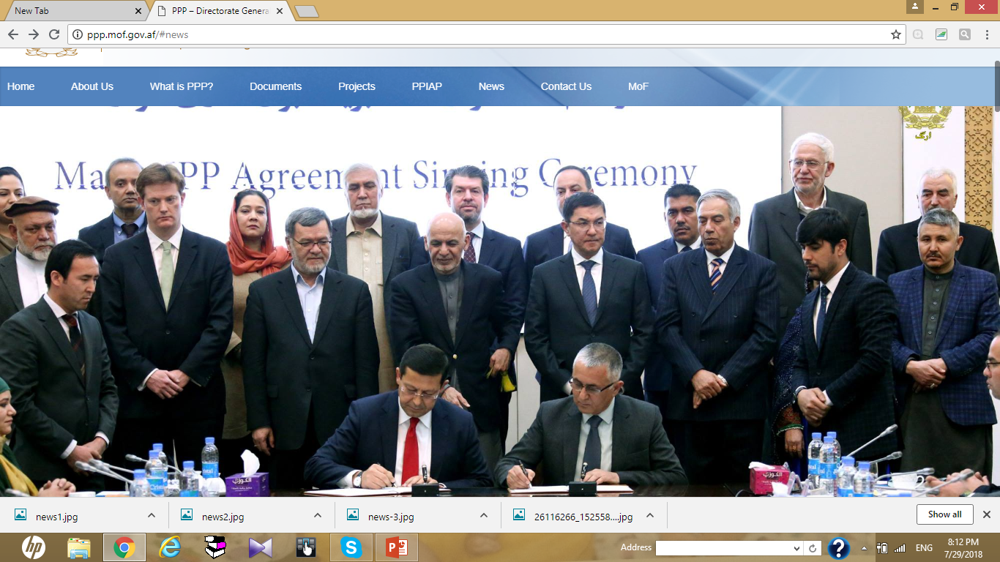 New Tab
PPP – Directorate Genera
ppp.mof.gov.af/#news
Home About Us What is PPP? Documents Projects PPIAP News Contact Us MoF
ارگ
Agreement Signing Ceremony
news1.jpg
news2.jpg
news-3.jpg
26116266_152558....jpg
Show all
hp
Address
ENG
8:12 PM
7/29/2018